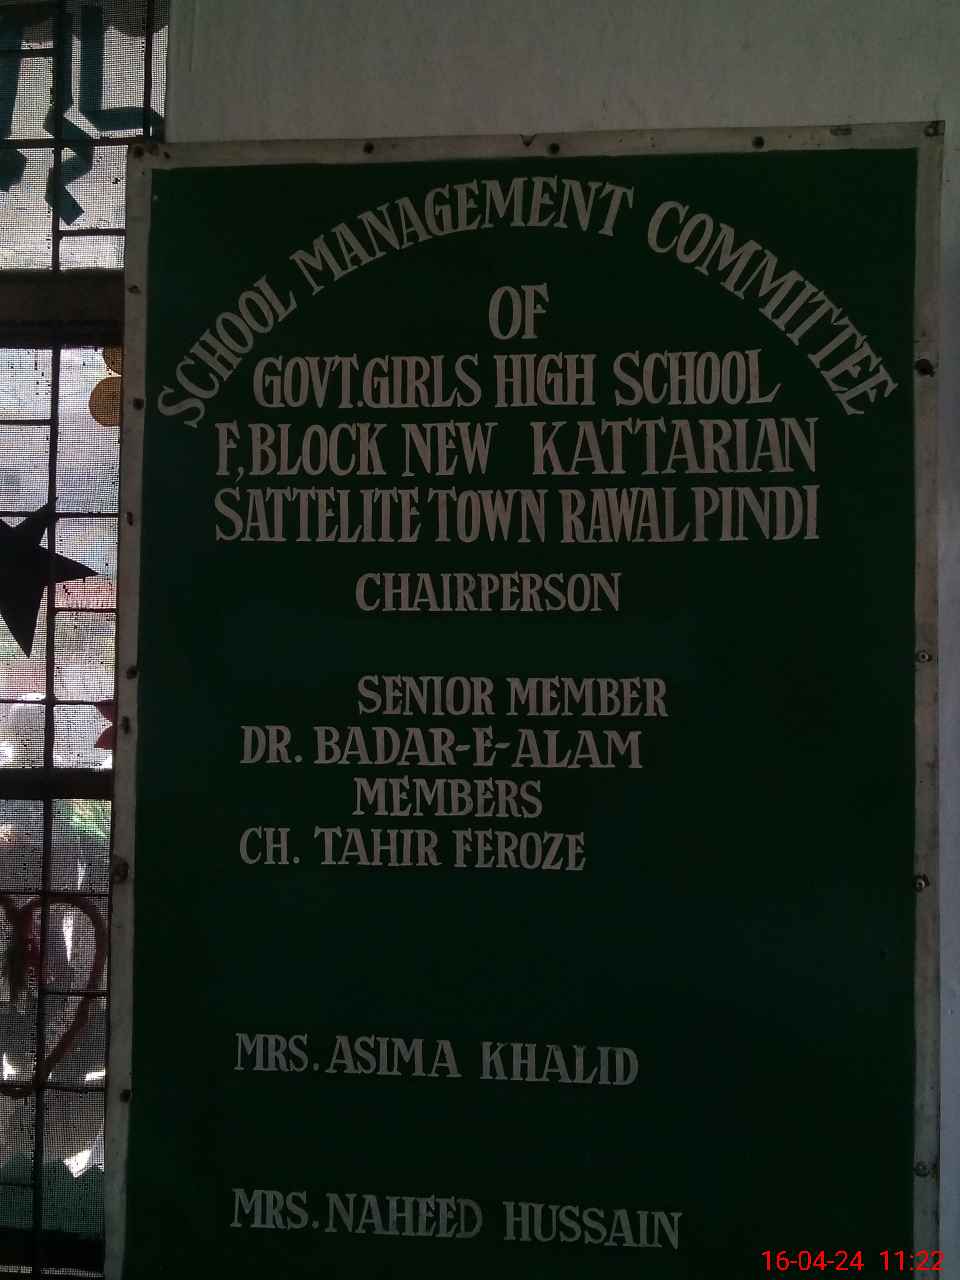 SCHOOL MANAGEMENT COMMITTEE
OF
GOVT.GIRLS HIGH SCHOOL
F,BLOCK NEW KATTARIAN
SATTELITE TOWN RAWALPINDI
CHAIRPERSON
SENIOR MEMBER
DR. BADAR-E-ALAM
MEMBERS
CH. TAHIR FEROZE
MRS. ASIMA KHALID
MRS. NAHEED HUSSAIN
16-04-24 11:22